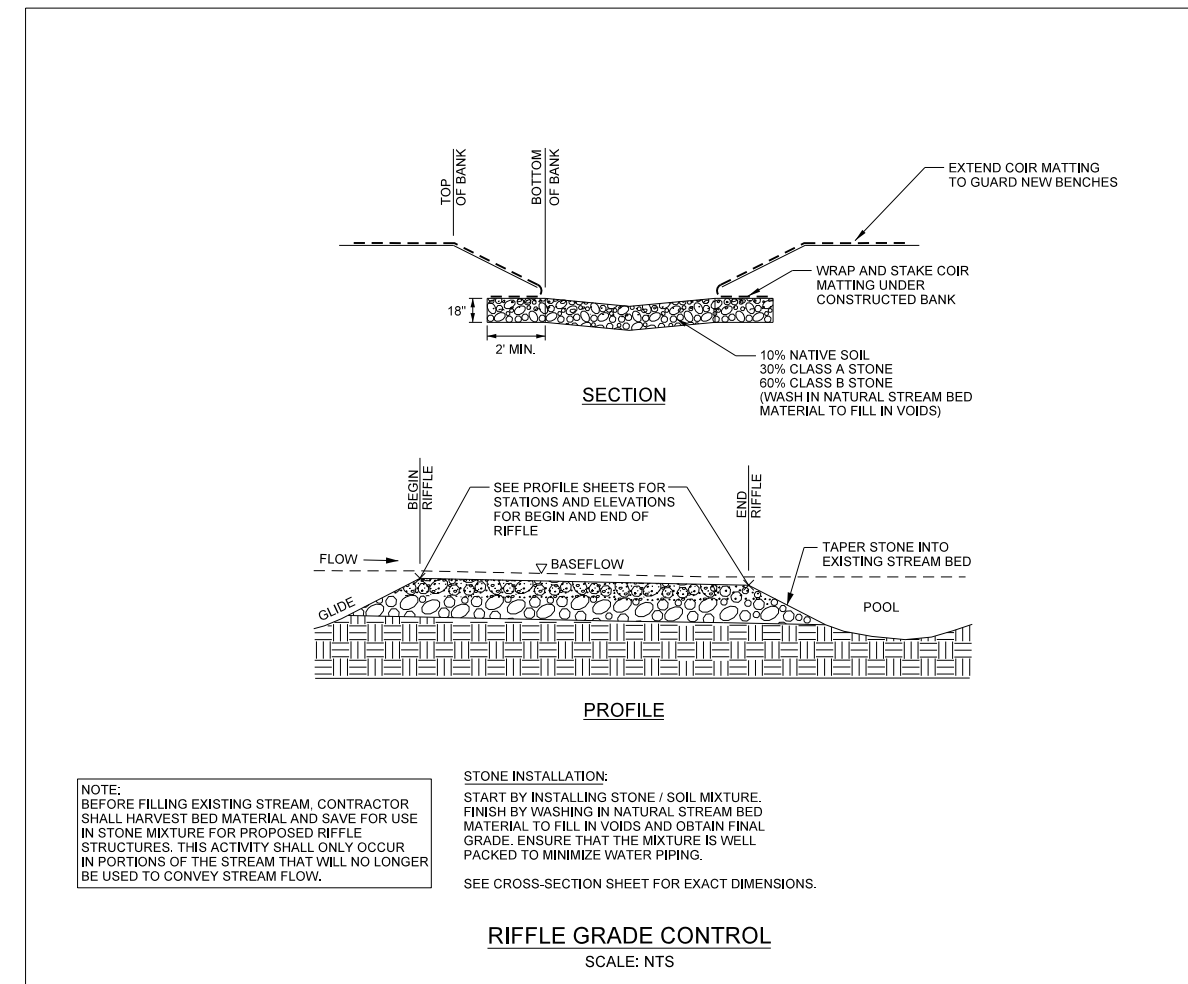 TOP
OF BANK
BOTTOM
OF BANK
EXTEND COIR MATTING
TO GUARD NEW BENCHES
WRAP AND STAKE COIR
MATTING UNDER
CONSTRUCTED BANK
18"
2' MIN.
10% NATIVE SOIL
30% CLASS A STONE
60% CLASS B STONE
(WASH IN NATURAL STREAM BED
MATERIAL TO FILL IN VOIDS)
SECTION
BEGIN
RIFFLE
SEE PROFILE SHEETS FOR
STATIONS AND ELEVATIONS
FOR BEGIN AND END OF
RIFFLE
END
RIFFLE
FLOW
BASEFLOW
TAPER STONE INTO
EXISTING STREAM BED
GLIDE
POOL
PROFILE
NOTE:
BEFORE FILLING EXISTING STREAM, CONTRACTOR
SHALL HARVEST BED MATERIAL AND SAVE FOR USE
IN STONE MIXTURE FOR PROPOSED RIFFLE
STRUCTURES. THIS ACTIVITY SHALL ONLY OCCUR
IN PORTIONS OF THE STREAM THAT WILL NO LONGER
BE USED TO CONVEY STREAM FLOW.
STONE INSTALLATION:
START BY INSTALLING STONE / SOIL MIXTURE.
FINISH BY WASHING IN NATURAL STREAM BED
MATERIAL TO FILL IN VOIDS AND OBTAIN FINAL
GRADE. ENSURE THAT THE MIXTURE IS WELL
PACKED TO MINIMIZE WATER PIPING.
SEE CROSS-SECTION SHEET FOR EXACT DIMENSIONS.
RIFFLE GRADE CONTROL
SCALE: NTS